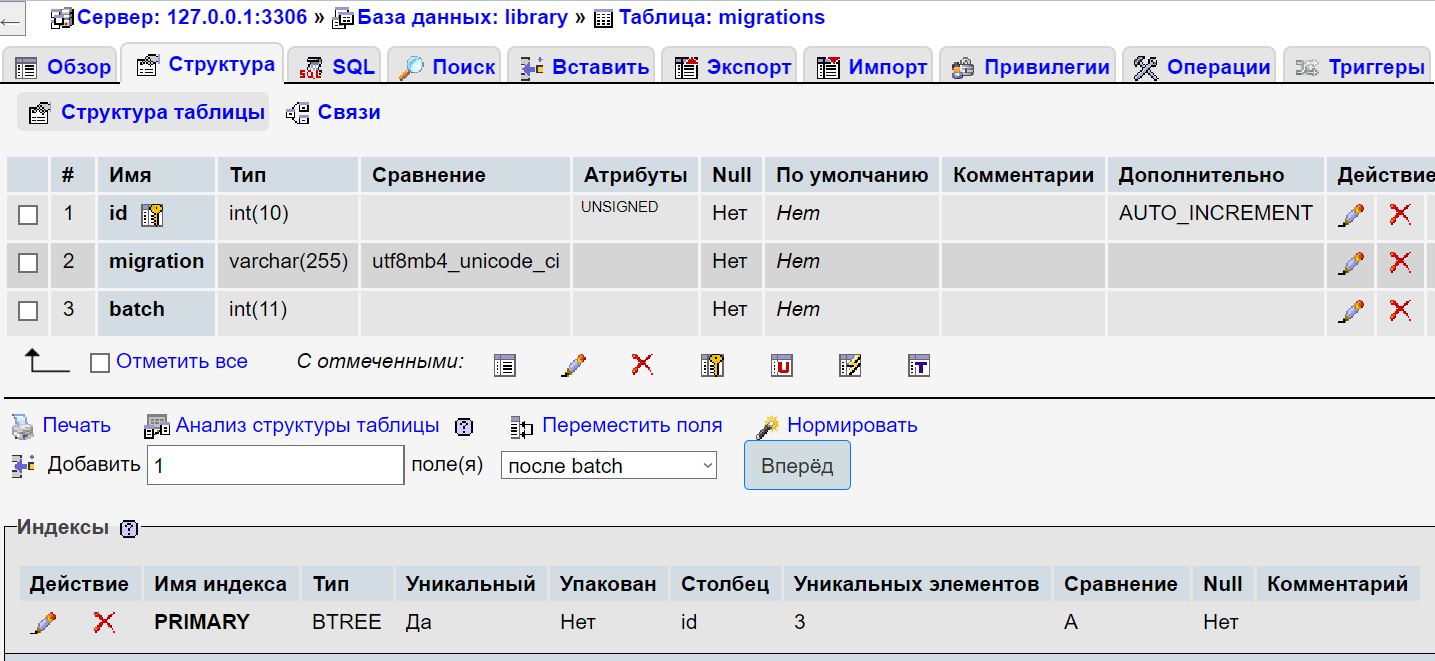 Сервер: 127.0.0.1:3306 » База данных: library » Таблица: migrations
Обзор Структура SQL Поиск Вставить Экспорт Импорт Привилегии Операции Триггеры
Структура таблицы Связи
# Имя Тип Сравнение Атрибуты Null По умолчанию Комментарии Дополнительно Действие
1 id int(10) UNSIGNED Нет Нет AUTO_INCREMENT
2 migration varchar(255) utf8mb4_unicode_ci Нет Нет
3 batch int(11) Нет Нет
Отметить все С отмеченными:
Печать Анализ структуры таблицы Переместить поля Нормировать
Добавить 1 поле(я) после batch Вперёд
Индексы
Действие Имя индекса Тип Уникальный Упакован Столбец Уникальных элементов Сравнение Null Комментарий
PRIMARY BTREE Да Нет id 3 A Нет